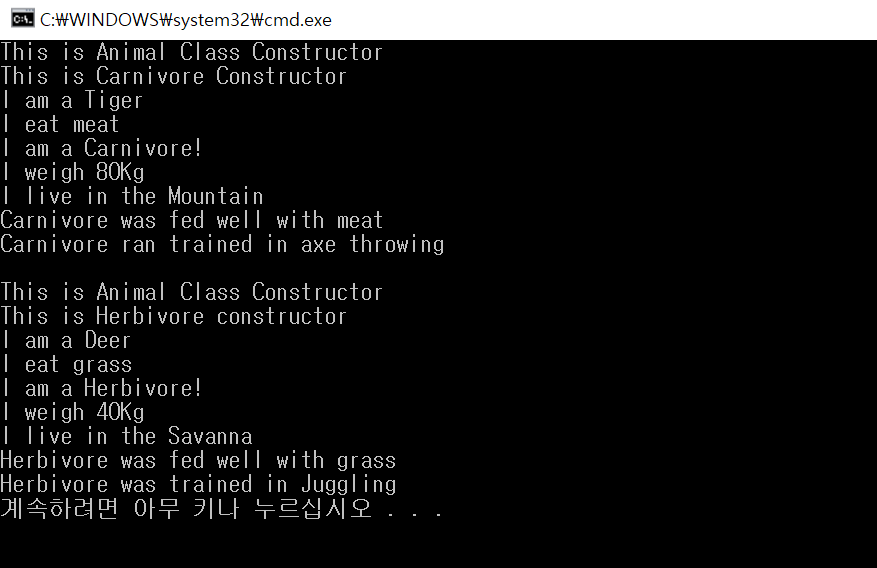 C:\WINDOWS\system32\cmd.exe
This is Animal Class Constructor
This is Carnivore Constructor
I am a Tiger
I eat meat
I am a Carnivore!
I weigh 80Kg
I live in the Mountain
Carnivore was fed well with meat
Carnivore ran trained in axe throwing
This is Animal Class Constructor
This is Herbivore constructor
I am a Deer
I eat grass
I am a Herbivore!
I weigh 40Kg
I live in the Savanna
Herbivore was fed well with grass
Herbivore was trained in Juggling
계속하려면 아무 키나 누르십시오 . . .